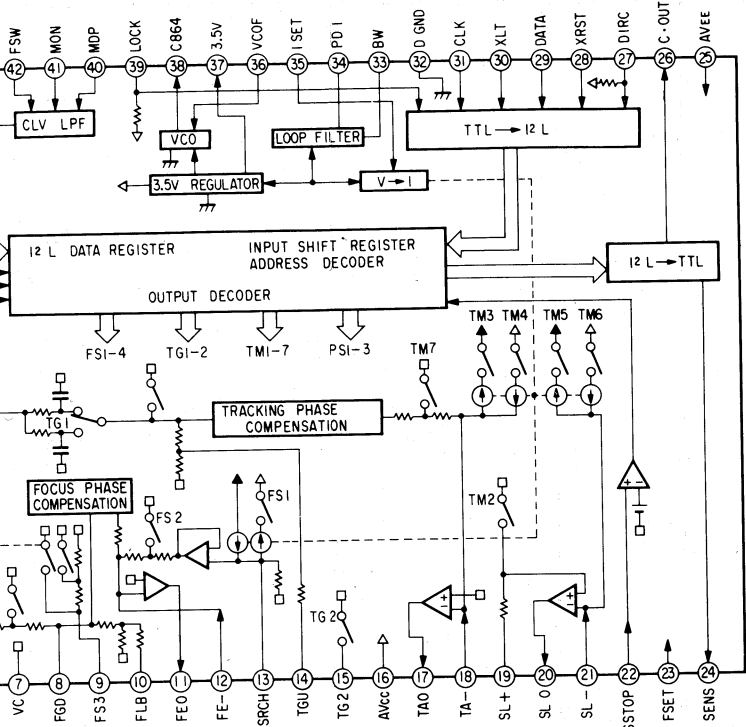 FSW MON MDP LOCK C864 3.5V VCOF ISET PDI BW D GND CLK XLT DATA XRST DIRC C·OUT AVEE
42 41 40 39 38 37 36 35 34 33 32 31 30 29 28 27 26 25
CLV LPF
VCO
LOOP FILTER
TTL → I2L
3.5V REGULATOR
V → I
I2L DATA REGISTER
INPUT SHIFT REGISTER
ADDRESS DECODER
I2L → TTL
OUTPUT DECODER
FS1-4 TG1-2 TM1-7 PS1-3
TM7 TM3 TM4 TM5 TM6
TG1
TRACKING PHASE
COMPENSATION
FOCUS PHASE
COMPENSATION
FS2
FS1
TM2
TG2
7 8 9 10 11 12 13 14 15 16 17 18 19 20 21 22 23 24
VC FGD FS3 FLB FEO FE- SRCH TGU TG2 AVCC TAO TA- SL+ SLO SL- SSTOP FSET SENS